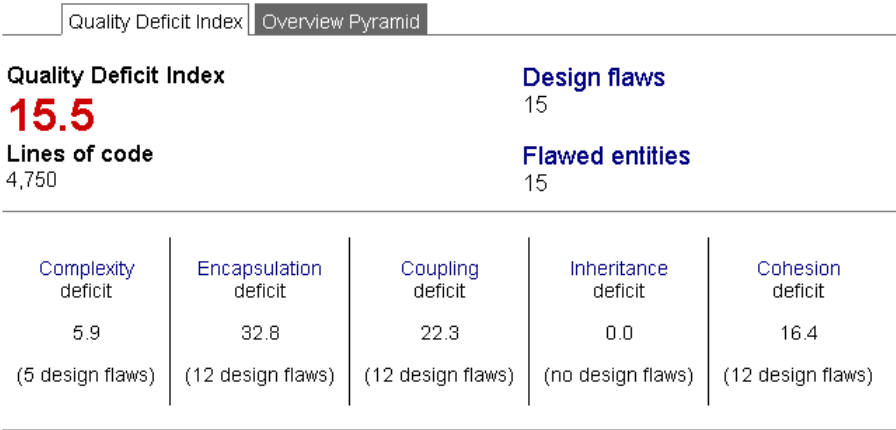 Quality Deficit Index Overview Pyramid
Quality Deficit Index
15.5
Lines of code
4,750
Design flaws
15
Flawed entities
15
Complexity
deficit
5.9
(5 design flaws)
Encapsulation
deficit
32.8
(12 design flaws)
Coupling
deficit
22.3
(12 design flaws)
Inheritance
deficit
0.0
(no design flaws)
Cohesion
deficit
16.4
(12 design flaws)